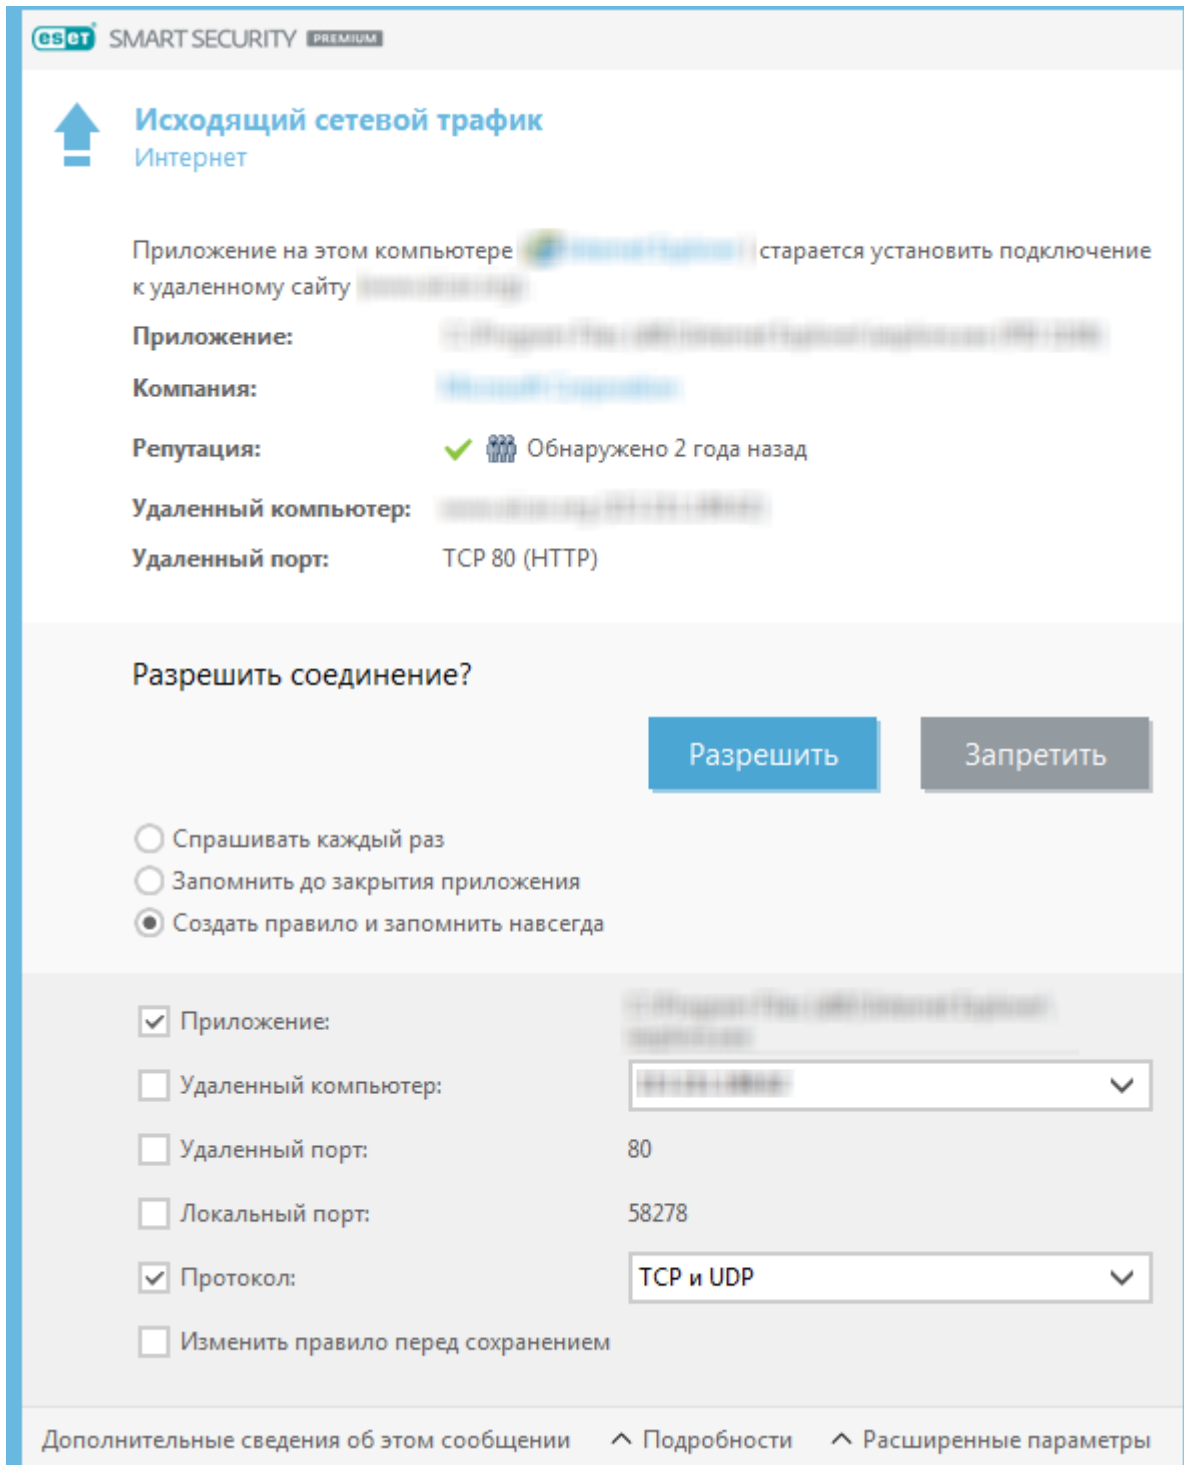 eset SMART SECURITY PREMIUM
Исходящий сетевой трафик
Интернет
Приложение на этом компьютере старается установить подключение
к удаленному сайту
Приложение:
Компания:
Репутация: Обнаружено 2 года назад
Удаленный компьютер:
Удаленный порт: TCP 80 (HTTP)
Разрешить соединение?
Разрешить Запретить
Спрашивать каждый раз
Запомнить до закрытия приложения
Создать правило и запомнить навсегда
Приложение:
Удаленный компьютер:
Удаленный порт: 80
Локальный порт: 58278
Протокол: TCP и UDP
Изменить правило перед сохранением
Дополнительные сведения об этом сообщении Подробности Расширенные параметры